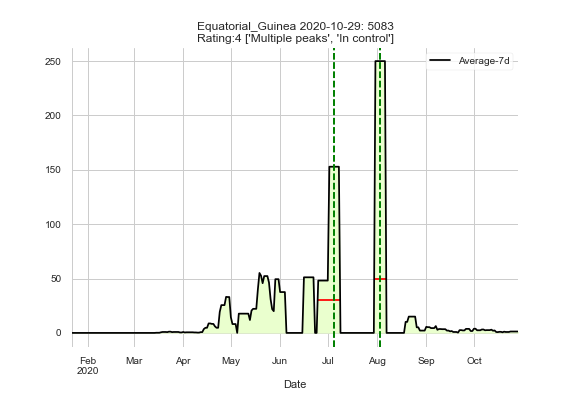 Equatorial_Guinea 2020-10-29: 5083
Rating:4 ['Multiple peaks', 'In control']
Average-7d
250
200
150
100
50
0
Feb Mar Apr May Jun Jul Aug Sep Oct
2020
Date